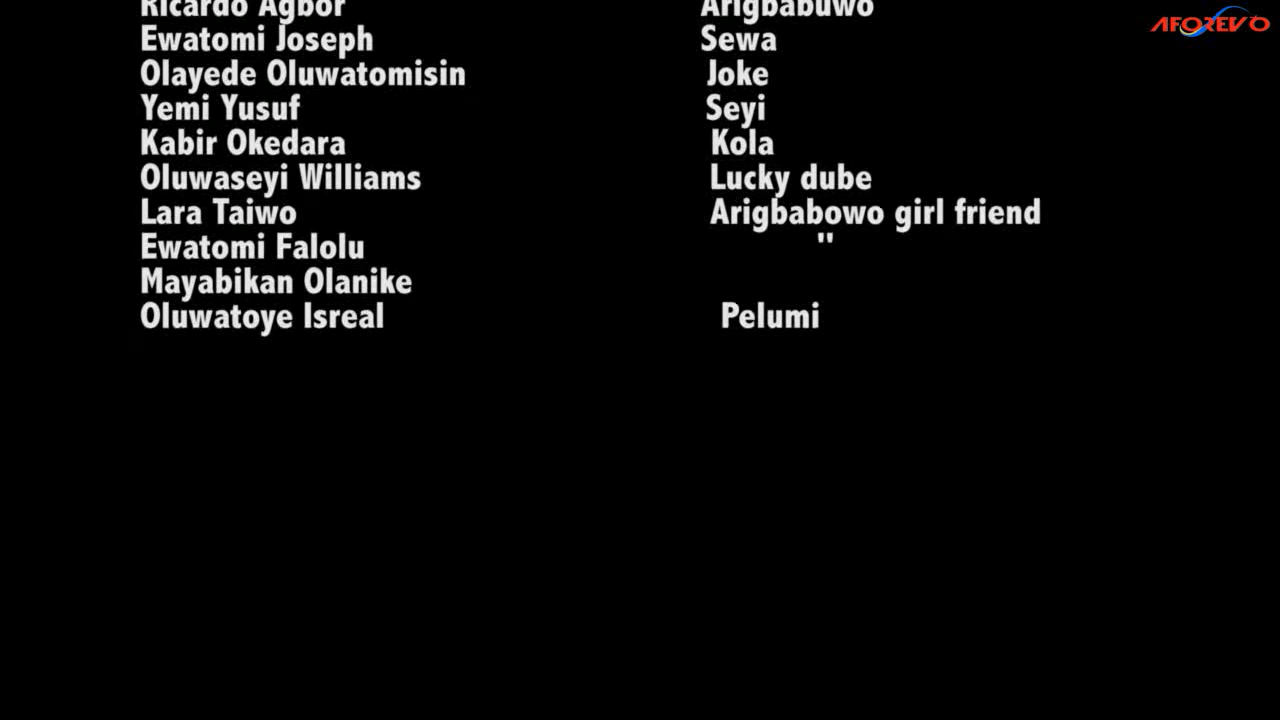 Ricardo Agbor Arigbabuwo
AFOREVO
Ewatomi Joseph Sewa
Olayede Oluwatomisin Joke
Yemi Yusuf Seyi
Kabir Okedara Kola
Oluwaseyi Williams Lucky dube
Lara Taiwo Arigbabowo girl friend
Ewatomi Falolu "
Mayabikan Olanike
Oluwatoye Isreal Pelumi